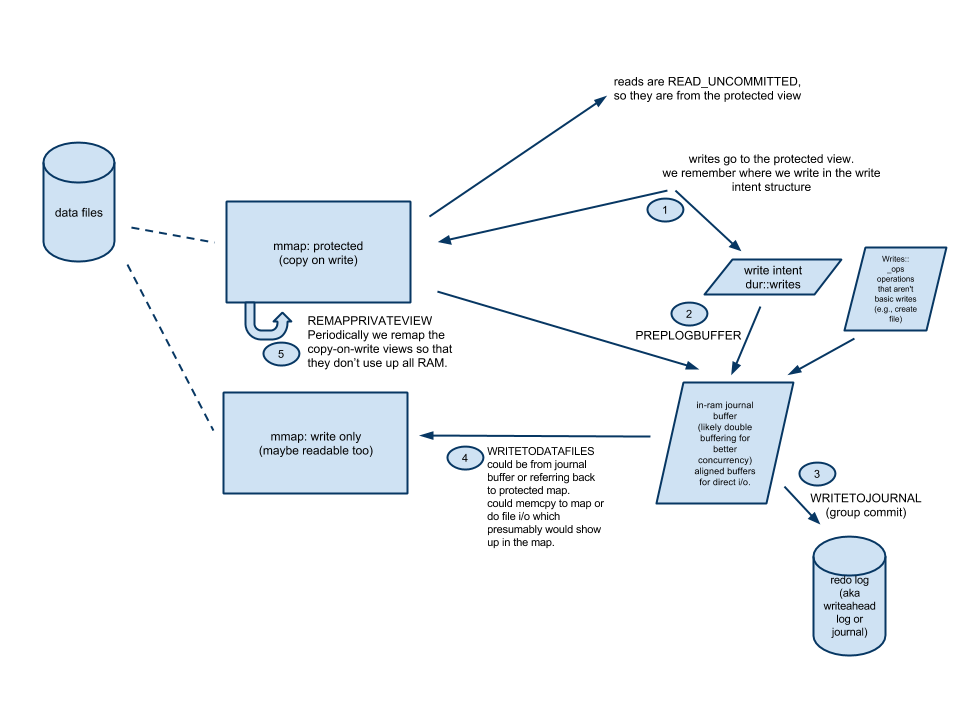 reads are READ_UNCOMMITTED,
so they are from the protected view
writes go to the protected view.
we remember where we write in the write
intent structure
1
data files
mmap: protected
(copy on write)
write intent
dur::writes
Writes::
_ops
operations
that aren't
basic writes
(e.g., create
file)
2
PREPLOGBUFFER
REMAPPRIVATEVIEW
Periodically we remap the
copy-on-write views so that
they don't use up all RAM.
5
mmap: write only
(maybe readable too)
in-ram journal
buffer
(likely double
buffering for
better
concurrency)
aligned buffers
for direct i/o.
4
WRITETODATAFILES
could be from journal
buffer or referring back
to protected map.
could memcpy to map or
do file i/o which
presumably would show
up in the map.
3
WRITETOJOURNAL
(group commit)
redo log
(aka
writeahead
log or
journal)